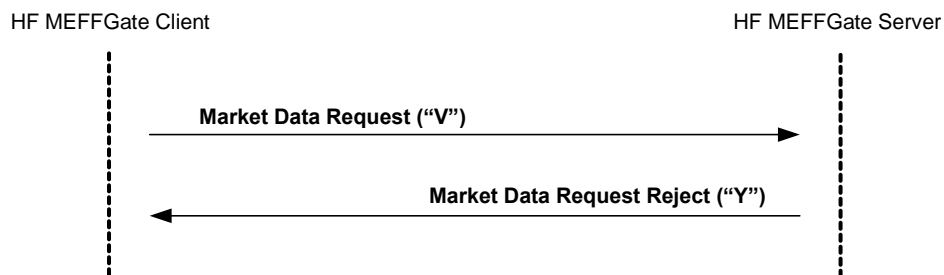 HF MEFFGate Client
HF MEFFGate Server
Market Data Request (“V”)
Market Data Request Reject (“Y”)